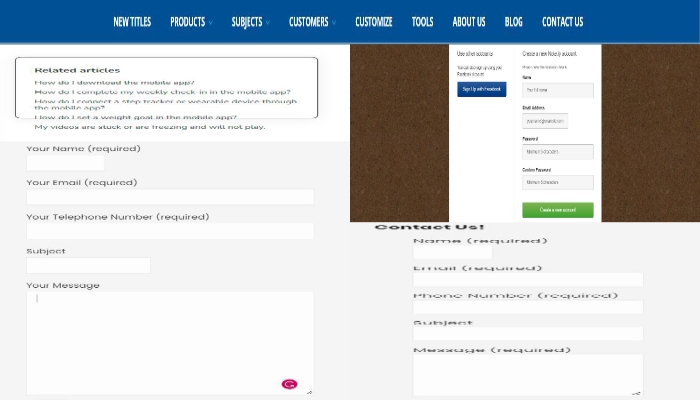 NEW TITLES PRODUCTS SUBJECTS CUSTOMERS CUSTOMIZE TOOLS ABOUT US BLOG CONTACT US
Related articles
How do I download the mobile app?
How do I complete my weekly check-in in the mobile app?
How do I connect a step tracker or wearable device through
the mobile app?
How do I set a weight goal in the mobile app?
My videos are stuck or are freezing and will not play.
Your Name (required)
Your Email (required)
Your Telephone Number (required)
Subject
Your Message
Use other accounts
You can also sign up using your
Facebook Account
Sign Up with Facebook
Create a new Note.ly account
Name
Your full name
Email Address
Password
Minimum 6 characters
Confirm Password
Minimum 6 characters
Create a new account
Contact Us!
Name (required)
Email (required)
Phone Number (required)
Subject
Message (required)